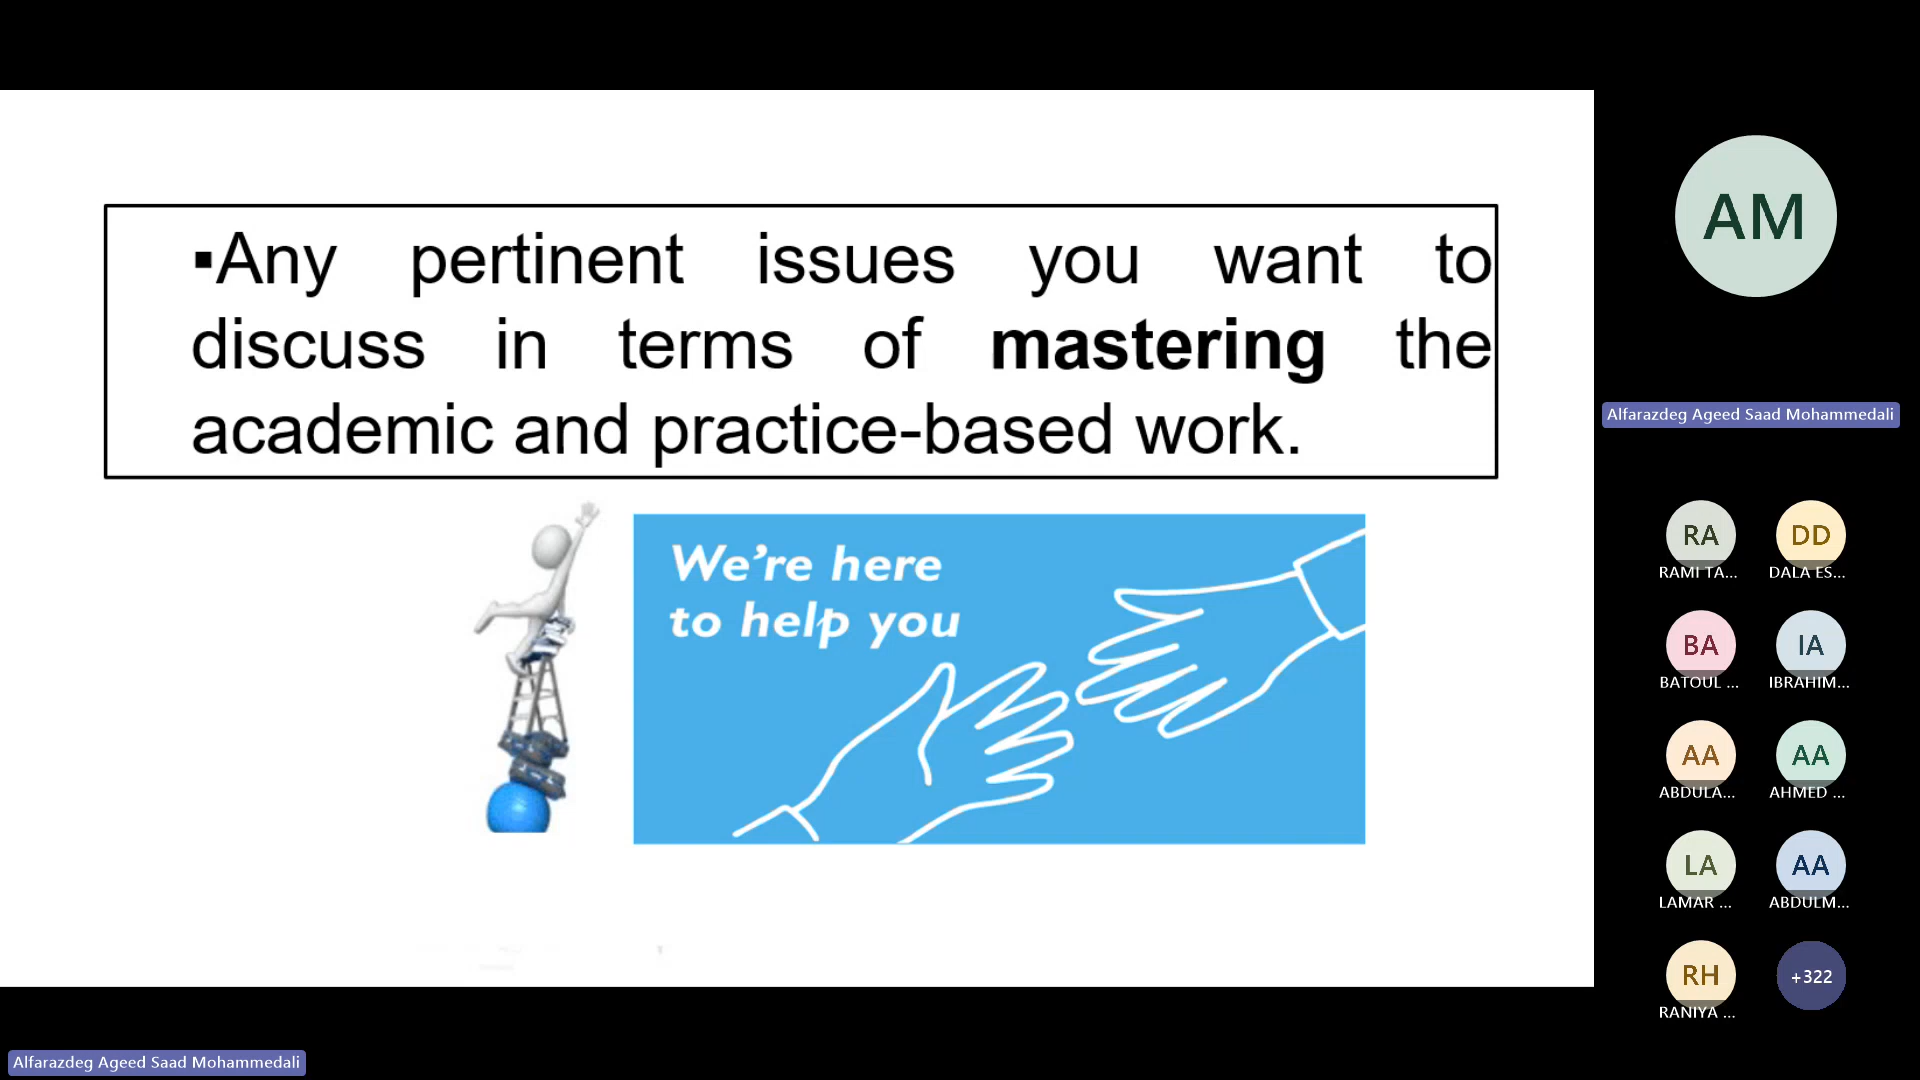 ▪Any pertinent issues you want to
discuss in terms of mastering the
academic and practice-based work.
We're here
to help you
AM
Alfarazdeg Ageed Saad Mohammedali
RA
RAMI TA...
DD
DALA ES...
BA
BATOUL ...
IA
IBRAHIM...
AA
ABDULA...
AA
AHMED ...
LA
LAMAR ...
AA
ABDULM...
RH
RANIYA ...
+322
Alfarazdeg Ageed Saad Mohammedali